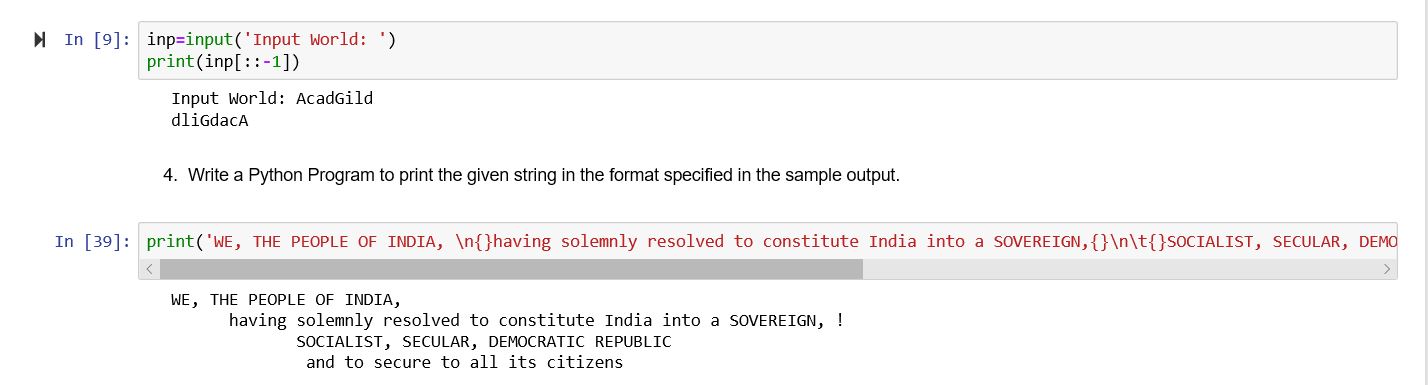 In [9]: inp=input('Input World: ')
print(inp[::-1])
Input World: AcadGild
dliGdacA
4. Write a Python Program to print the given string in the format specified in the sample output.
In [39]: print('WE, THE PEOPLE OF INDIA, \n{}having solemnly resolved to constitute India into a SOVEREIGN,{}\n\t{}SOCIALIST, SECULAR, DEMO
WE, THE PEOPLE OF INDIA,
having solemnly resolved to constitute India into a SOVEREIGN, !
SOCIALIST, SECULAR, DEMOCRATIC REPUBLIC
and to secure to all its citizens